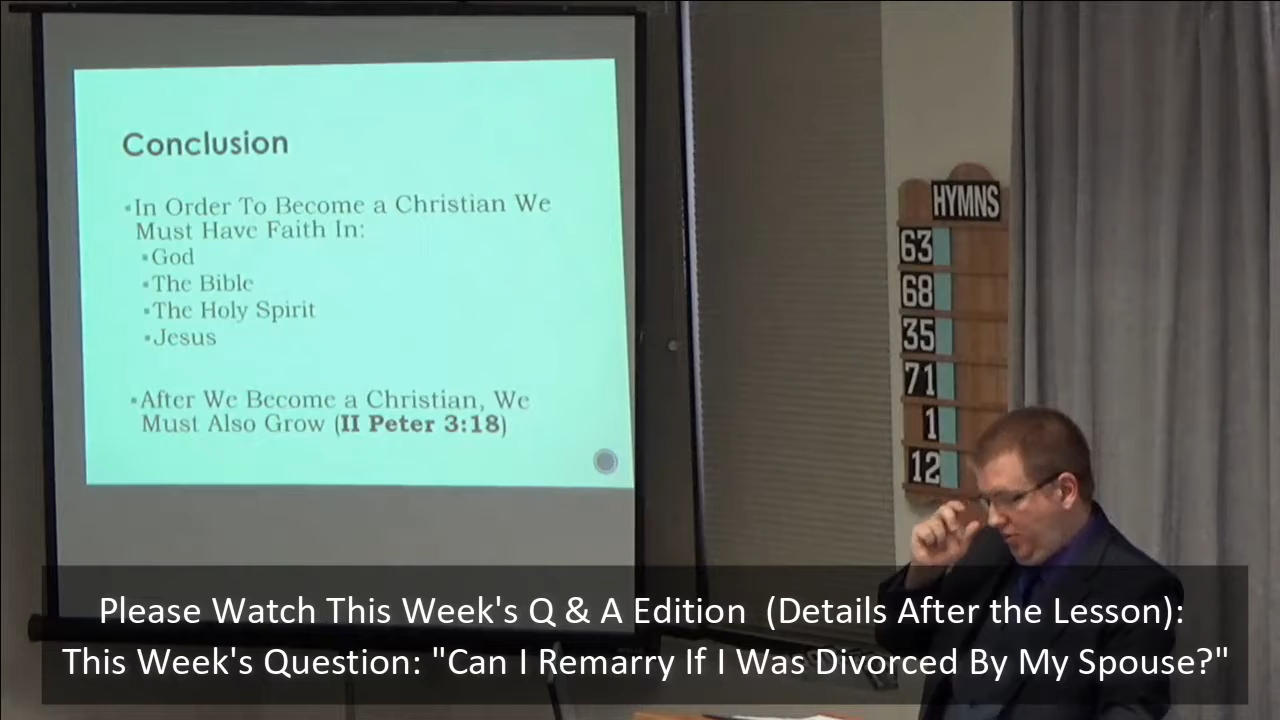 Conclusion
In Order To Become a Christian We
Must Have Faith In:
God
The Bible
The Holy Spirit
Jesus
After We Become a Christian, We
Must Also Grow (II Peter 3:18)
HYMNS
63
68
35
71
1
12
Please Watch This Week's Q & A Edition (Details After the Lesson):
This Week's Question: "Can I Remarry If I Was Divorced By My Spouse?"